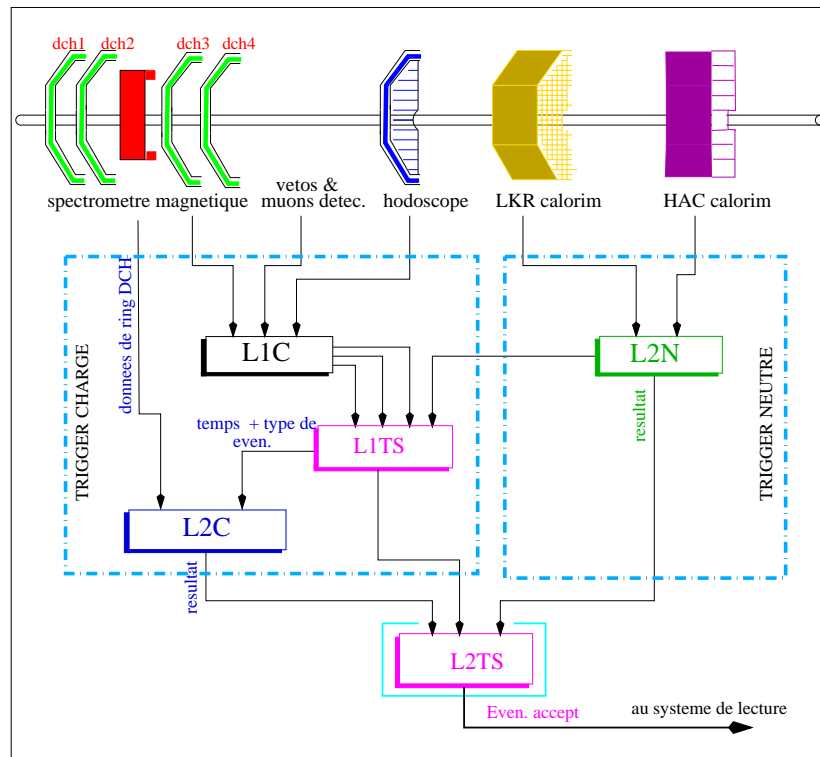 dch1 dch2 dch3 dch4
spectrometre magnetique
vetos &
muons detec.
hodoscope
LKR calorim
HAC calorim
donnees de ring DCH
TRIGGER CHARGE
L1C
L2N
resultat
TRIGGER NEUTRE
temps + type de
even.
L1TS
L2C
resultat
L2TS
Even. accept
au systeme de lecture